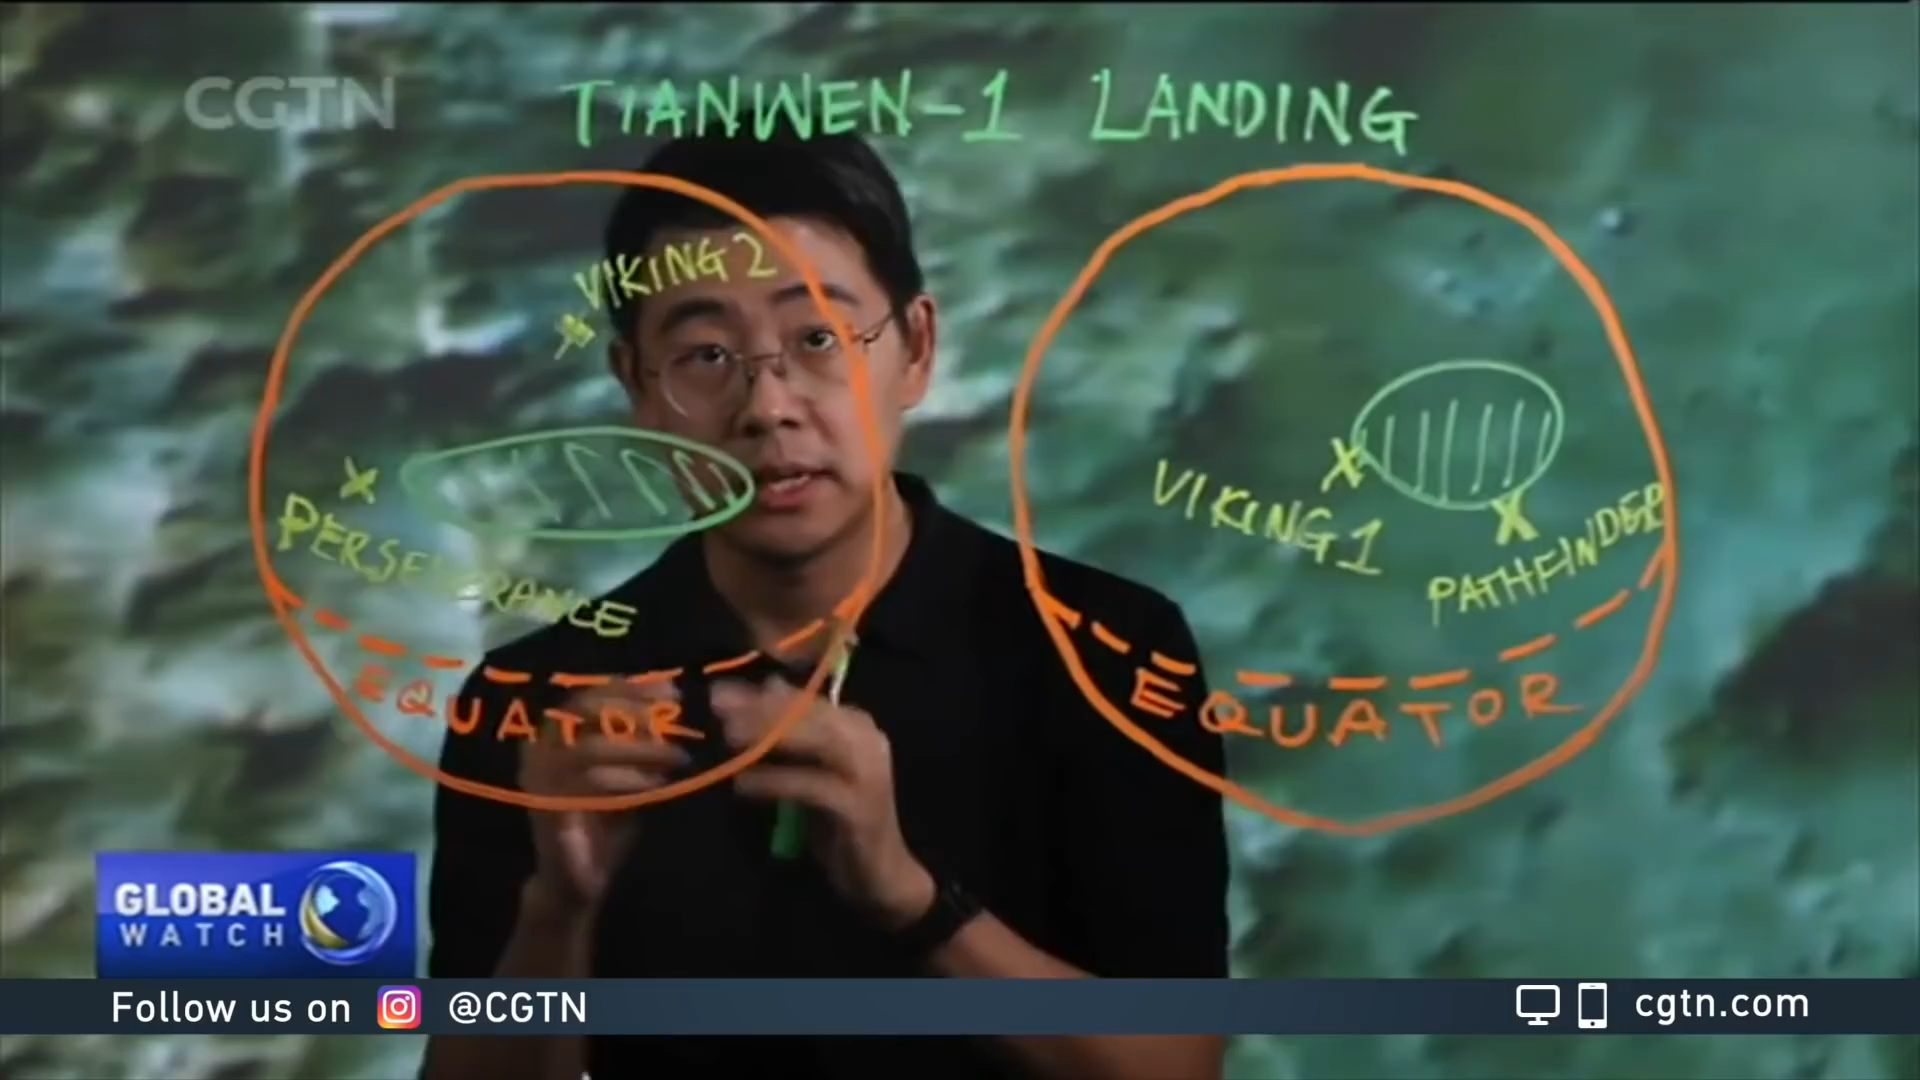 CGTN
TIANWEN-1 LANDING
VIKING 2
PERSEVERANCE
EQUATOR
VIKING 1
PATHFINDER
EQUATOR
GLOBAL
WATCH
Follow us on @CGTN
cgtn.com